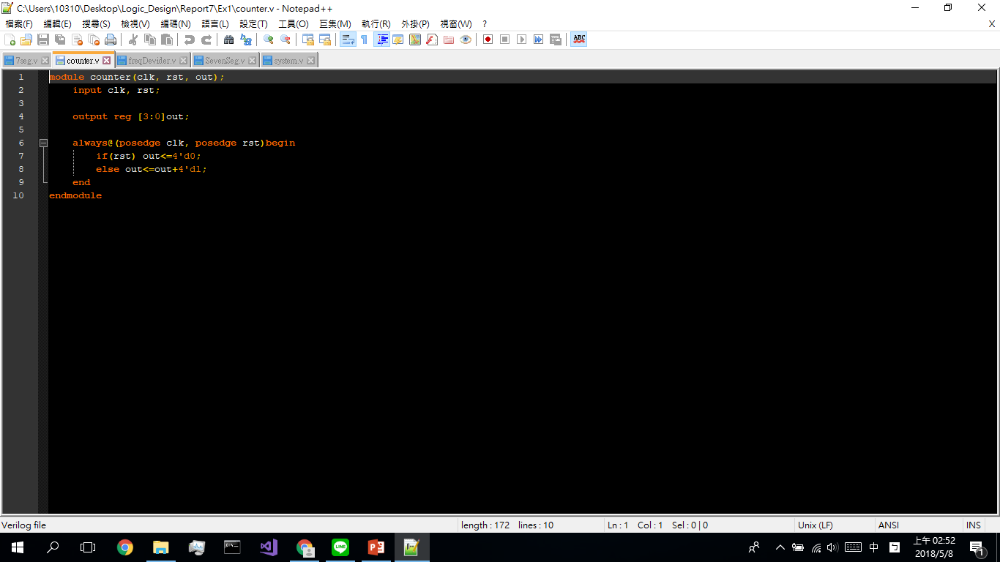 C:\Users\10310\Desktop\Logic_Design\Report7\Ex1\counter.v - Notepad++
檔案(F) 編輯(E) 搜尋(S) 檢視(V) 編碼(N) 語言(L) 設定(T) 工具(O) 巨集(M) 執行(R) 外掛(P) 視窗(W) ? X
ABC
7seg.v counter.v freqDevider.v SevenSeg.v system.v
1 module counter(clk, rst, out);
2 input clk, rst;
3
4 output reg [3:0]out;
5
6 always@(posedge clk, posedge rst)begin
7 if(rst) out<=4'd0;
8 else out<=out+4'd1;
9 end
10 endmodule
Verilog file length : 172 lines : 10 Ln : 1 Col : 1 Sel : 0 | 0 Unix (LF) ANSI INS
LINE 中 上午 02:52
2018/5/8 1